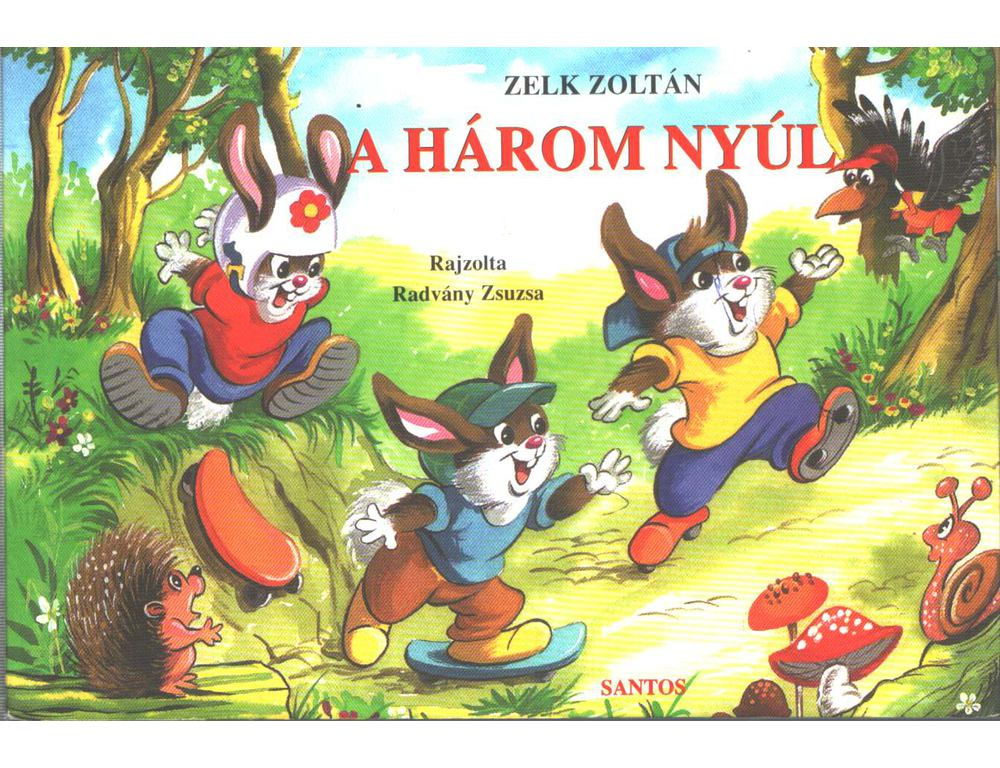 ZELK ZOLTÁN
A HÁROM NYÚL
Rajzolta
Radvány Zsuzsa
SANTOS